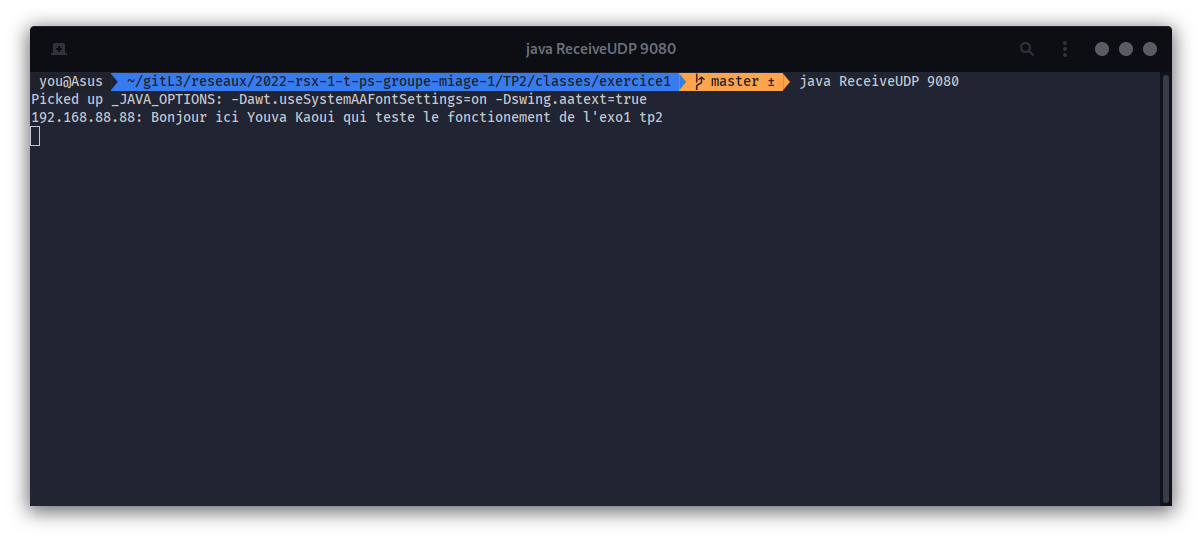 java ReceiveUDP 9080
you@Asus ~/gitL3/reseaux/2022-rsx-1-t-ps-groupe-miage-1/TP2/classes/exercice1 master ± java ReceiveUDP 9080
Picked up _JAVA_OPTIONS: -Dawt.useSystemAAFontSettings=on -Dswing.aatext=true
192.168.88.88: Bonjour ici Youva Kaoui qui teste le fonctionement de l'exo1 tp2